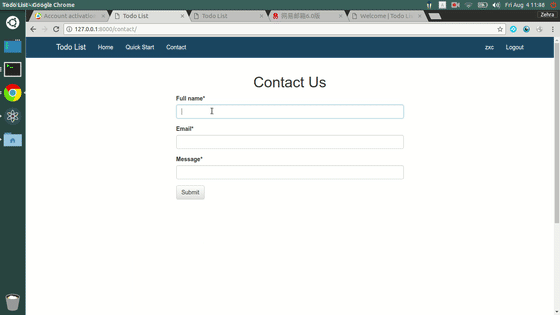 Todo List - Google Chrome
Fri Aug 4 11:48
Account activation
Todo List
Todo List
网易邮箱6.0版
Welcome | Todo Li
Zehra
127.0.0.1:8000/contact/
Todo List Home Quick Start Contact zxc Logout
Contact Us
Full name*
Email*
Message*
Submit